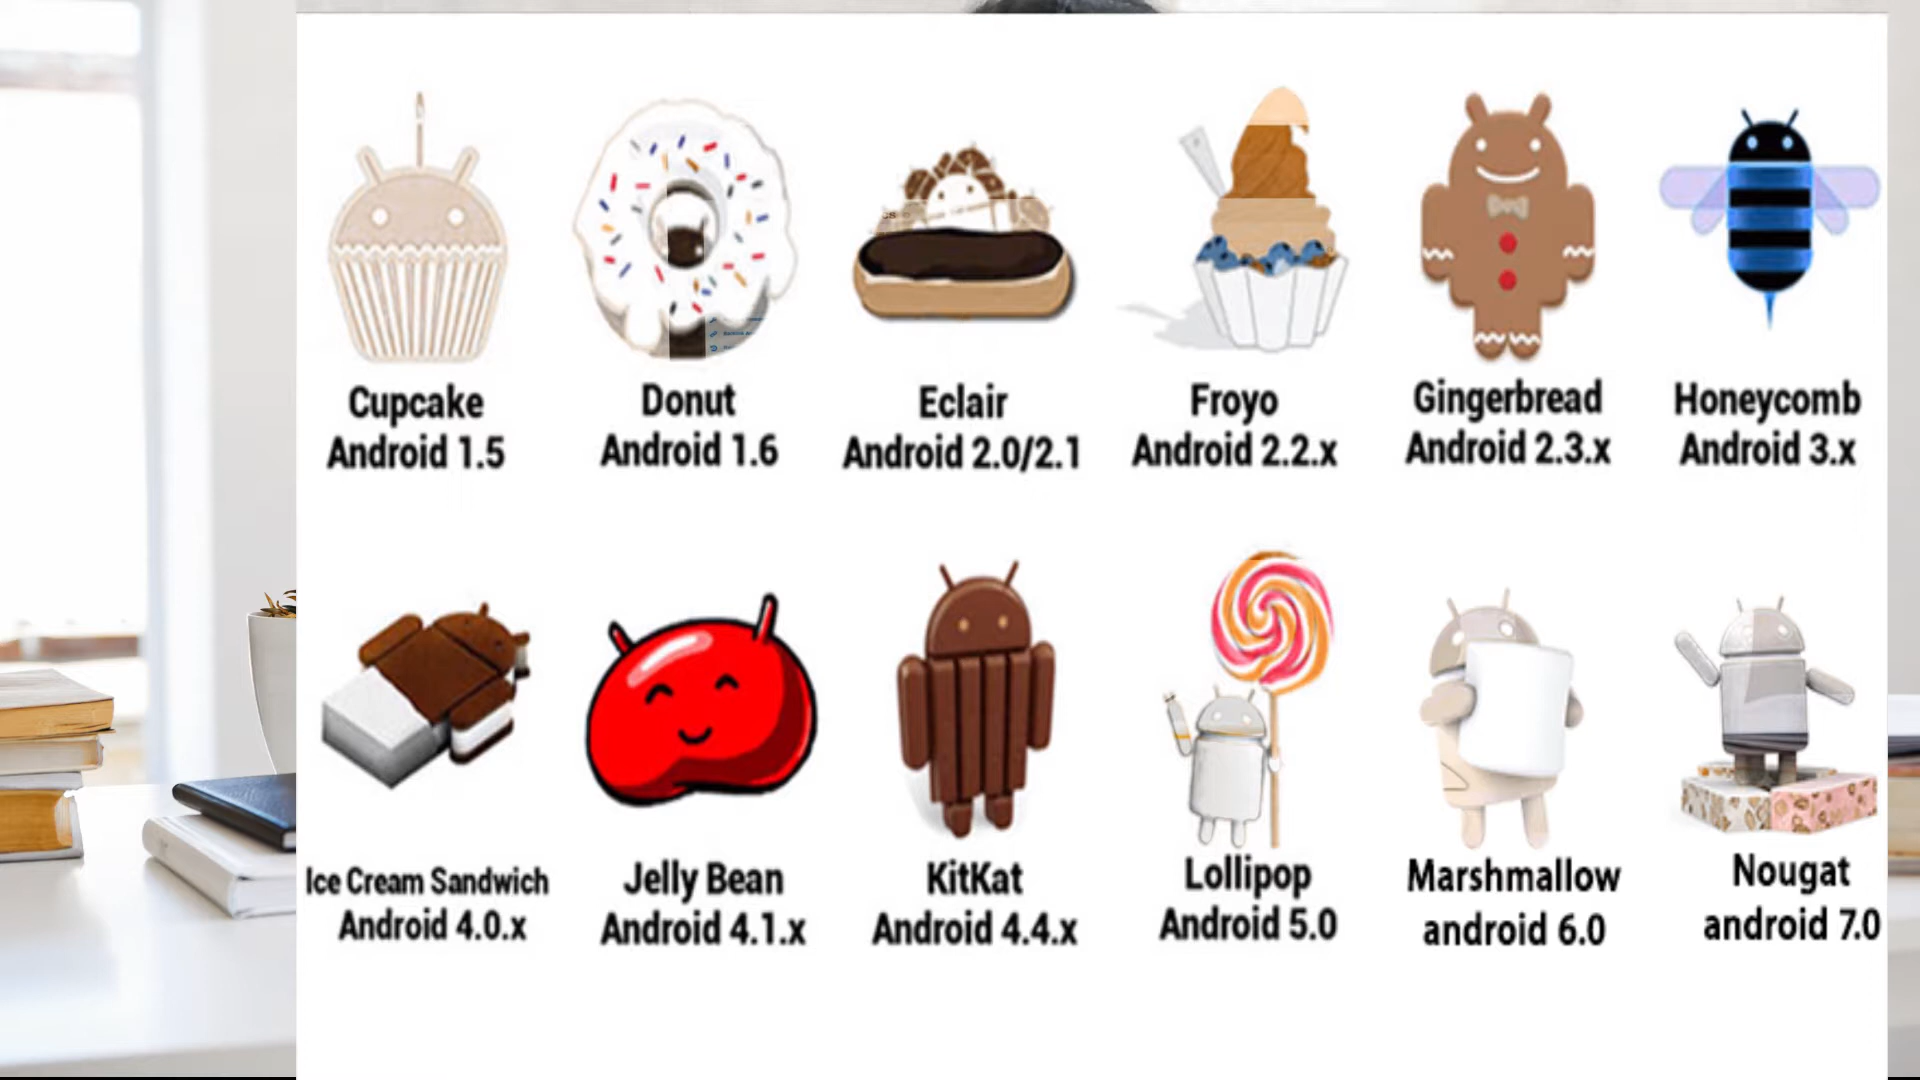 Cupcake
Android 1.5
Donut
Android 1.6
Eclair
Android 2.0/2.1
Froyo
Android 2.2.x
Gingerbread
Android 2.3.x
Honeycomb
Android 3.x
Ice Cream Sandwich
Android 4.0.x
Jelly Bean
Android 4.1.x
KitKat
Android 4.4.x
Lollipop
Android 5.0
Marshmallow
android 6.0
Nougat
android 7.0